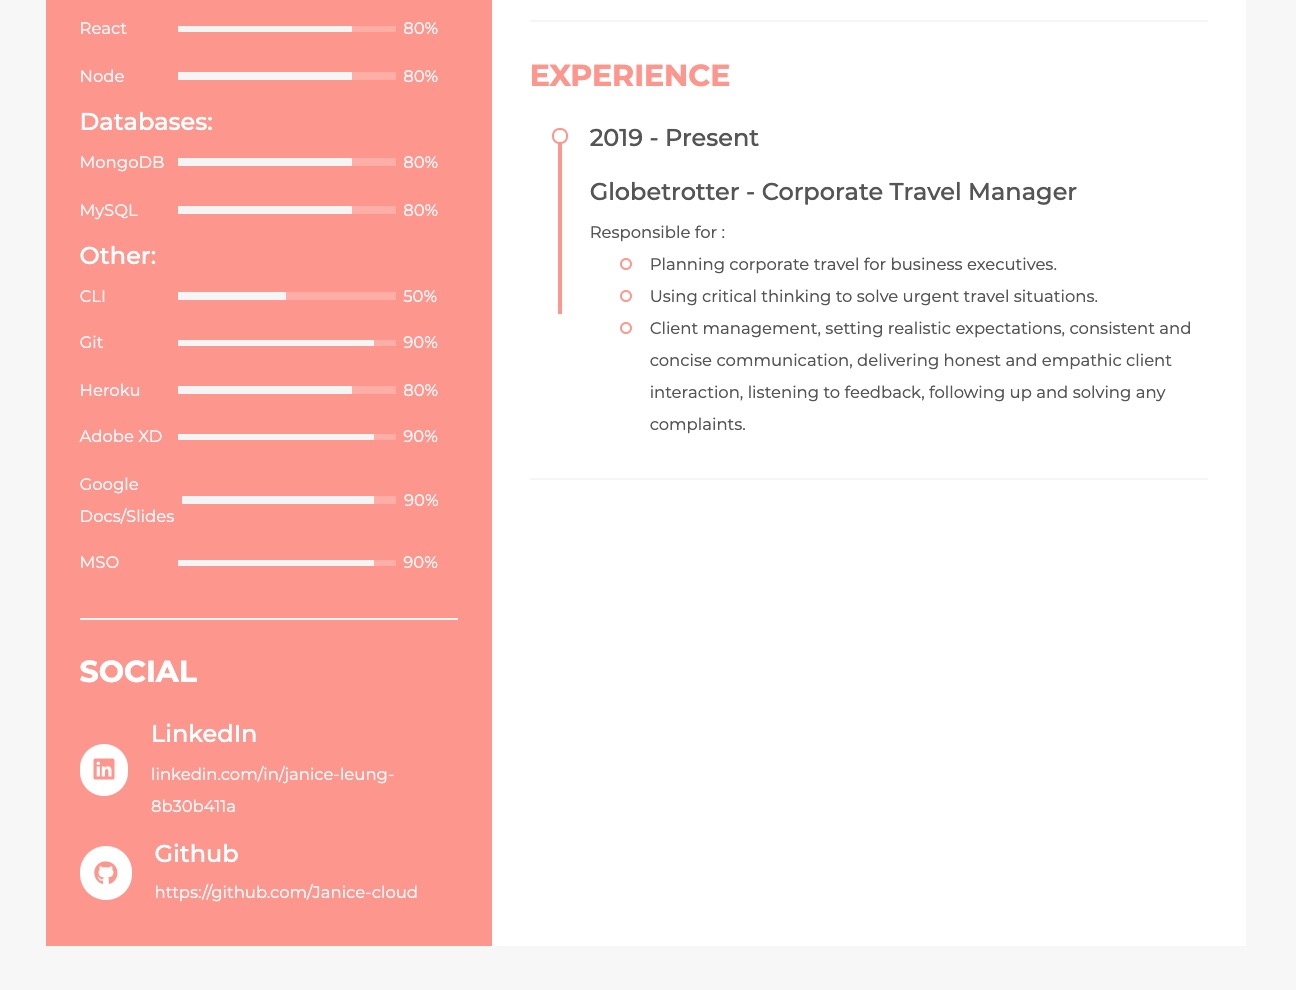 React 80%
Node 80%
Databases:
MongoDB 80%
MySQL 80%
Other:
CLI 50%
Git 90%
Heroku 80%
Adobe XD 90%
Google
Docs/Slides 90%
MSO 90%
SOCIAL
LinkedIn
linkedin.com/in/janice-leung-
8b30b411a
Github
https://github.com/Janice-cloud
EXPERIENCE
2019 - Present
Globetrotter - Corporate Travel Manager
Responsible for :
Planning corporate travel for business executives.
Using critical thinking to solve urgent travel situations.
Client management, setting realistic expectations, consistent and
concise communication, delivering honest and empathic client
interaction, listening to feedback, following up and solving any
complaints.